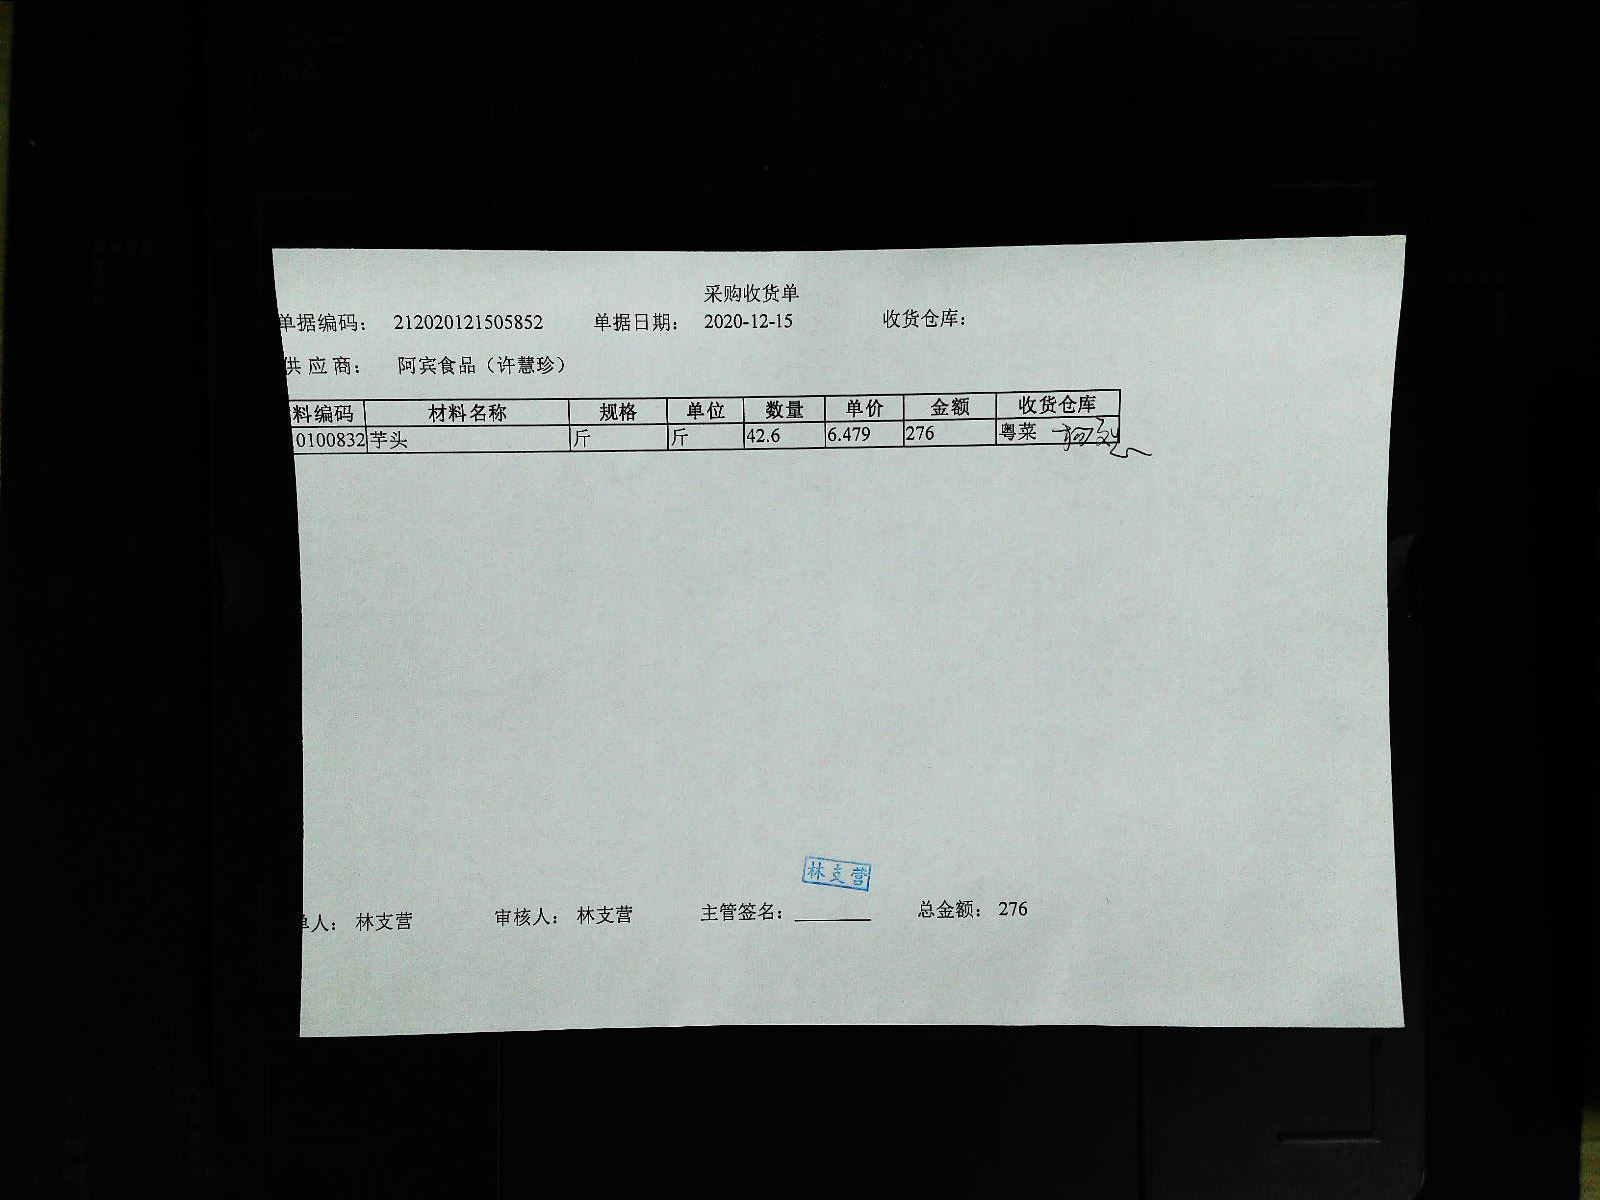 采购收货单
单据编码： 212020121505852 单据日期： 2020-12-15 收货仓库：
供 应 商： 阿宾食品（许慧珍）
料编码 材料名称 规格 单位 数量 单价 金额 收货仓库
0100832 芋头 斤 斤 42.6 6.479 276 粤菜
林支营
单人： 林支营 审核人： 林支营 主管签名： 总金额： 276